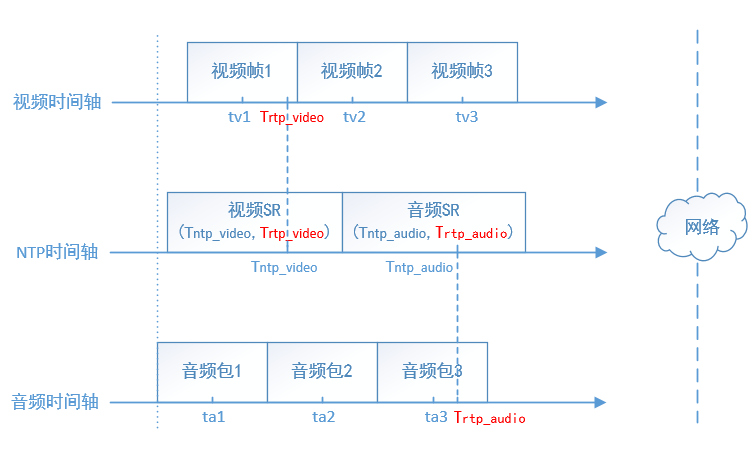 视频帧1 视频帧2 视频帧3
视频时间轴
tv1 Trtp_video tv2 tv3
视频SR 音频SR
(Tntp_video, Trtp_video) (Tntp_audio, Trtp_audio)
网络
NTP时间轴
Tntp_video Tntp_audio
音频包1 音频包2 音频包3
音频时间轴
ta1 ta2 ta3 Trtp_audio